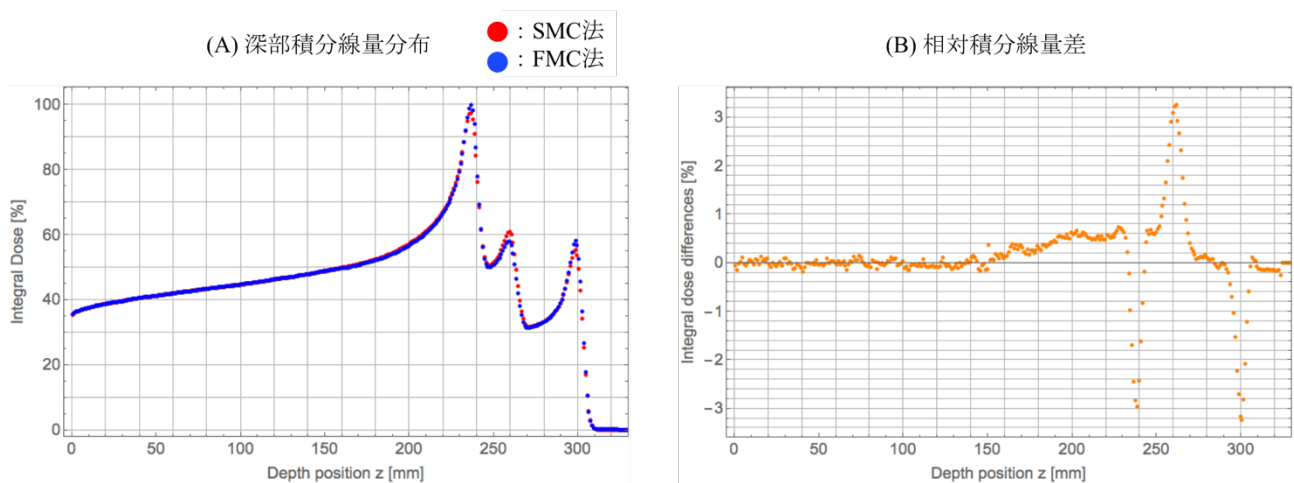 (A) 深部積分線量分布
：SMC法
：FMC法
(B) 相対積分線量差
Integral Dose [%]
100
80
60
40
20
0
0 50 100 150 200 250 300
Depth position z [mm]
Integral dose differences [%]
3
2
1
0
−1
−2
−3
0 50 100 150 200 250 300
Depth position z [mm]